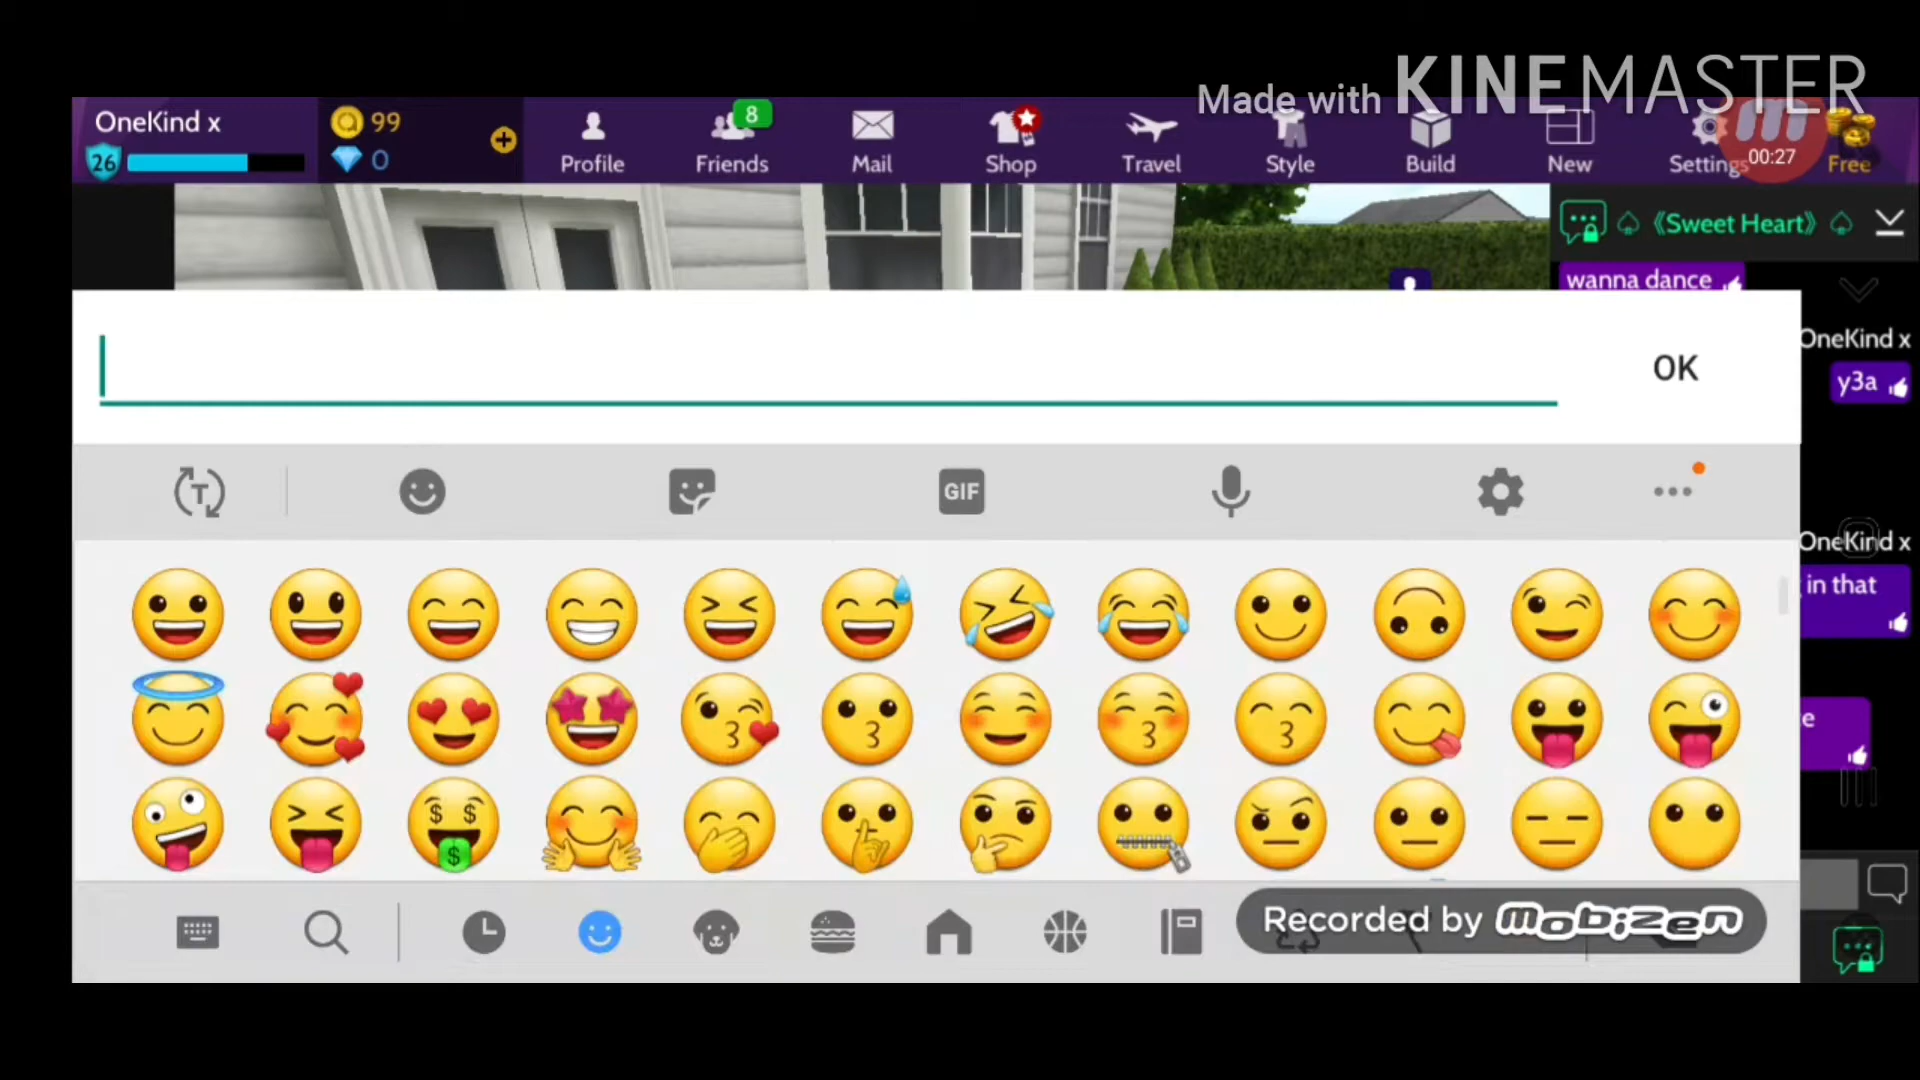 Made with KINEMASTER
OneKind x
99
8
26
0
Profile
Friends
Mail
Shop
Travel
Style
Build
New
Settings
00:27
Free
《Sweet Heart》
wanna dance
OneKind x
y3a
OK
GIF
OneKind x
in that
e
Recorded by mobizen